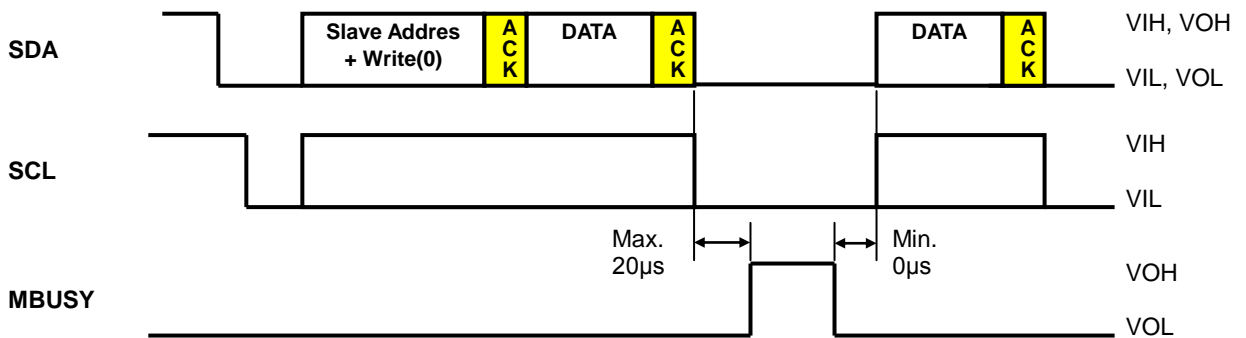 SDA
Slave Addres
+ Write(0)
A
C
K
DATA
A
C
K
DATA
A
C
K
VIH, VOH
VIL, VOL
SCL
VIH
VIL
Max.
20µs
Min.
0µs
MBUSY
VOH
VOL